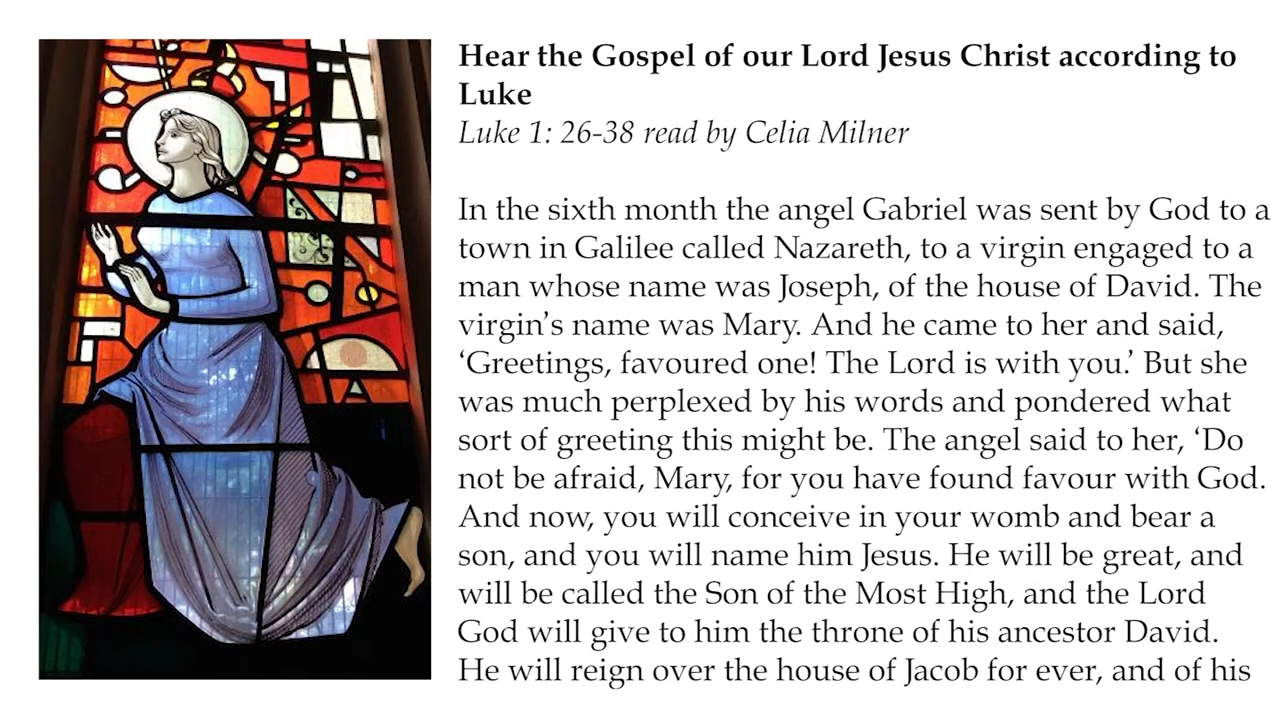 Hear the Gospel of our Lord Jesus Christ according to
Luke
Luke 1: 26-38 read by Celia Milner
In the sixth month the angel Gabriel was sent by God to a
town in Galilee called Nazareth, to a virgin engaged to a
man whose name was Joseph, of the house of David. The
virgin’s name was Mary. And he came to her and said,
‘Greetings, favoured one! The Lord is with you.’ But she
was much perplexed by his words and pondered what
sort of greeting this might be. The angel said to her, ‘Do
not be afraid, Mary, for you have found favour with God.
And now, you will conceive in your womb and bear a
son, and you will name him Jesus. He will be great, and
will be called the Son of the Most High, and the Lord
God will give to him the throne of his ancestor David.
He will reign over the house of Jacob for ever, and of his